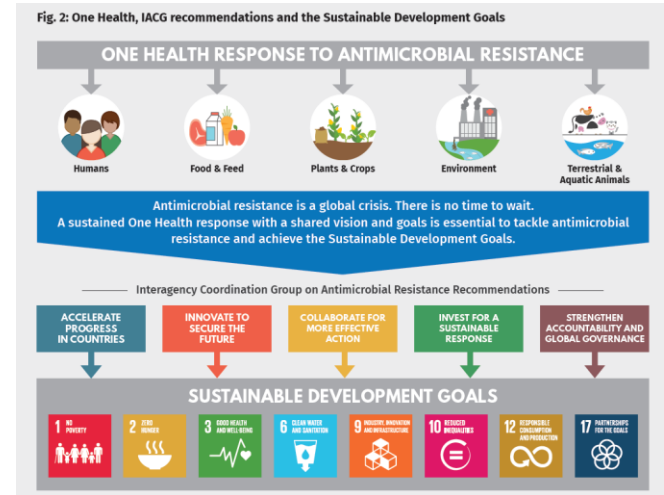 Fig. 2: One Health, IACG recommendations and the Sustainable Development Goals
ONE HEALTH RESPONSE TO ANTIMICROBIAL RESISTANCE
Humans
Food & Feed
Plants & Crops
Environment
Terrestrial &
Aquatic Animals
Antimicrobial resistance is a global crisis. There is no time to wait.
A sustained One Health response with a shared vision and goals is essential to tackle antimicrobial
resistance and achieve the Sustainable Development Goals.
Interagency Coordination Group on Antimicrobial Resistance Recommendations
ACCELERATE
PROGRESS
IN COUNTRIES
INNOVATE TO
SECURE THE
FUTURE
COLLABORATE FOR
MORE EFFECTIVE
ACTION
INVEST FOR A
SUSTAINABLE
RESPONSE
STRENGTHEN
ACCOUNTABILITY AND
GLOBAL GOVERNANCE
SUSTAINABLE DEVELOPMENT GOALS
1 NO
POVERTY
2 ZERO
HUNGER
3 GOOD HEALTH
AND WELL-BEING
6 CLEAN WATER
AND SANITATION
9 INDUSTRY, INNOVATION
AND INFRASTRUCTURE
10 REDUCED
INEQUALITIES
12 RESPONSIBLE
CONSUMPTION
AND PRODUCTION
17 PARTNERSHIPS
FOR THE GOALS